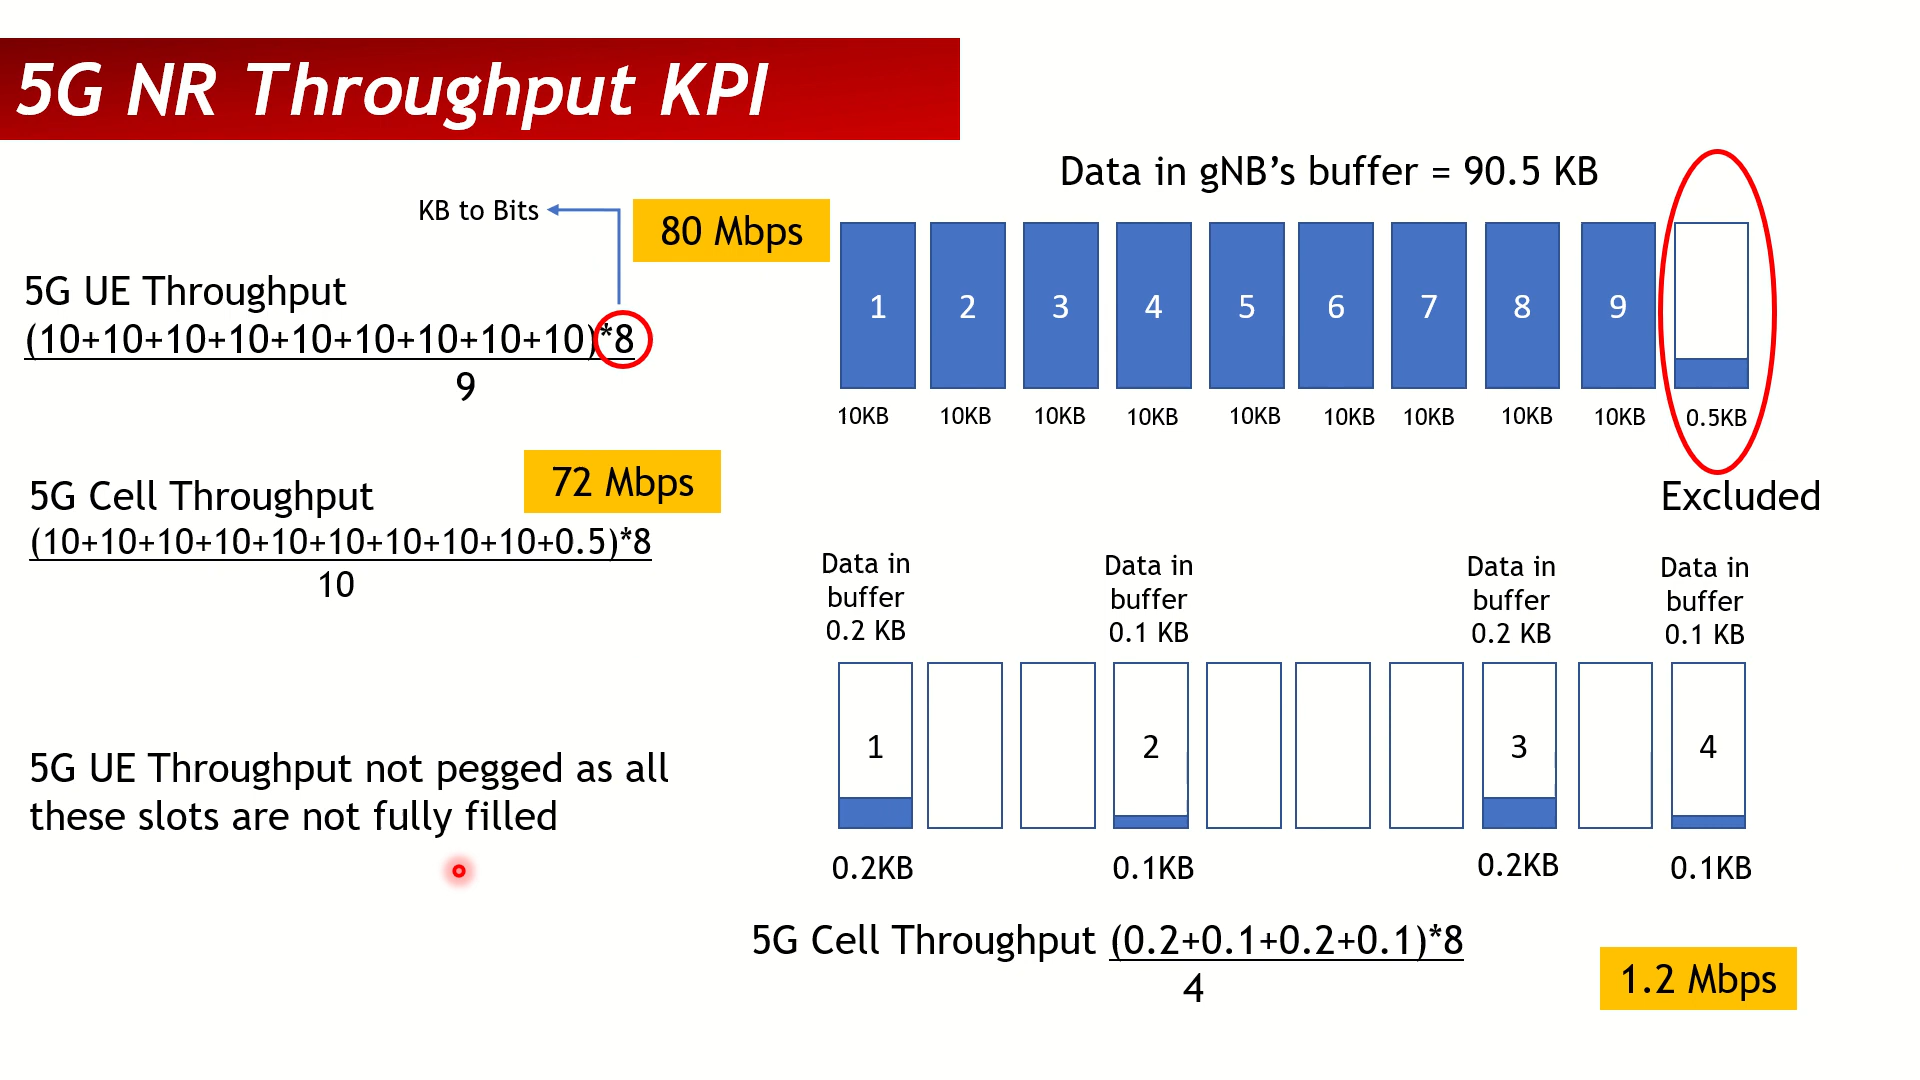 5G NR Throughput KPI
Data in gNB’s buffer = 90.5 KB
KB to Bits
80 Mbps
5G UE Throughput
(10+10+10+10+10+10+10+10+10)*8
9
1 2 3 4 5 6 7 8 9
10KB 10KB 10KB 10KB 10KB 10KB 10KB 10KB 10KB 0.5KB
Excluded
5G Cell Throughput
72 Mbps
(10+10+10+10+10+10+10+10+10+0.5)*8
10
Data in
buffer
0.2 KB
Data in
buffer
0.1 KB
Data in
buffer
0.2 KB
Data in
buffer
0.1 KB
1 2 3 4
0.2KB 0.1KB 0.2KB 0.1KB
5G UE Throughput not pegged as all
these slots are not fully filled
5G Cell Throughput (0.2+0.1+0.2+0.1)*8
4
1.2 Mbps